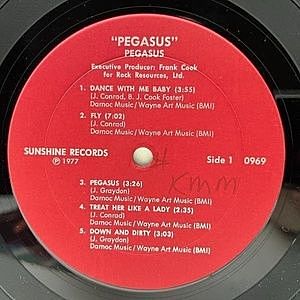 "PEGASUS"
PEGASUS
Executive Producer: Frank Cook
for Rock Resources, Ltd.
1. DANCE WITH ME BABY (3:55)
(J. Conrad, B. J. Cook Foster)
Damoc Music/Wayne Art Music (BMI)
2. FLY (7:02)
(J. Conrad)
Damoc Music/Wayne Art Music (BMI)
SUNSHINE RECORDS
℗ 1977
Side 1 0969
KMM
3. PEGASUS (3:26)
(J. Graydon)
Damoc Music/Wayne Art Music (BMI)
4. TREAT HER LIKE A LADY (2:35)
(J. Conrad)
Damoc Music/Wayne Art Music (BMI)
5. DOWN AND DIRTY (3:03)
(J. Graydon)
Damoc Music/Wayne Art Music (BMI)